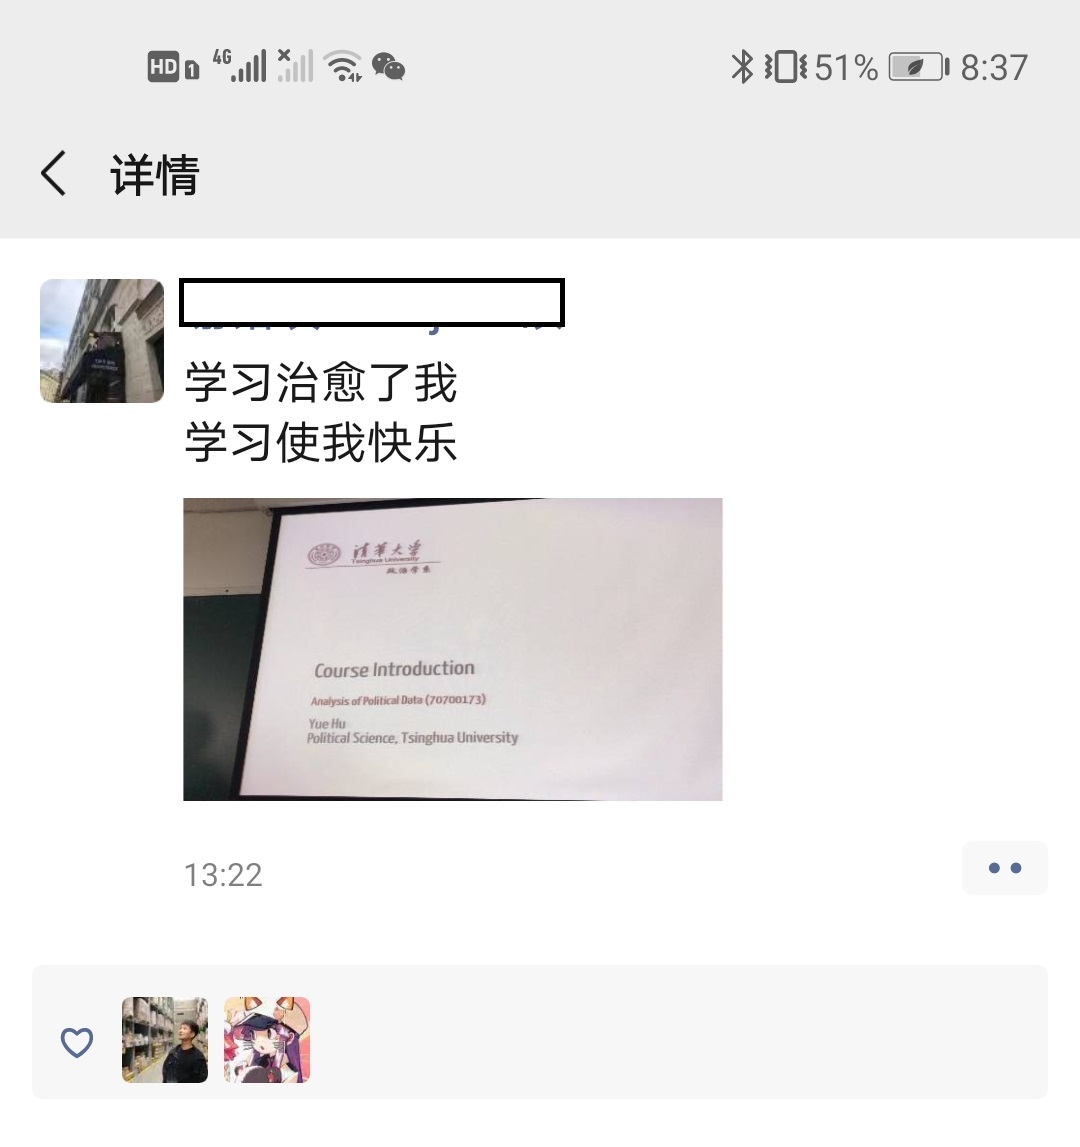 HD 1 4G 51% 8:37
详情
学习治愈了我
学习使我快乐
清华大学
Tsinghua University
政治学系
Course Introduction
Analysis of Political Data (70700173)
Yue Hu
Political Science, Tsinghua University
13:22